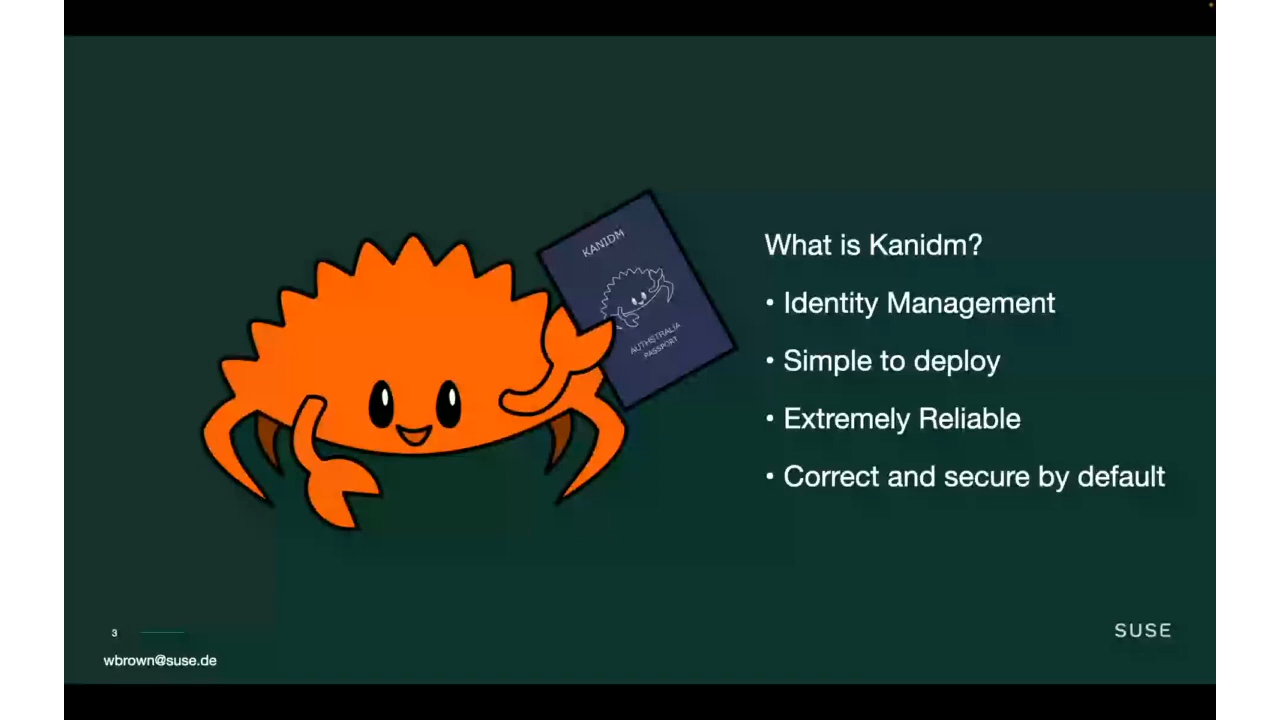 KANIDM
AUTHSTRALIA
PASSPORT
What is Kanidm?
• Identity Management
• Simple to deploy
• Extremely Reliable
• Correct and secure by default
3
wbrown@suse.de
SUSE